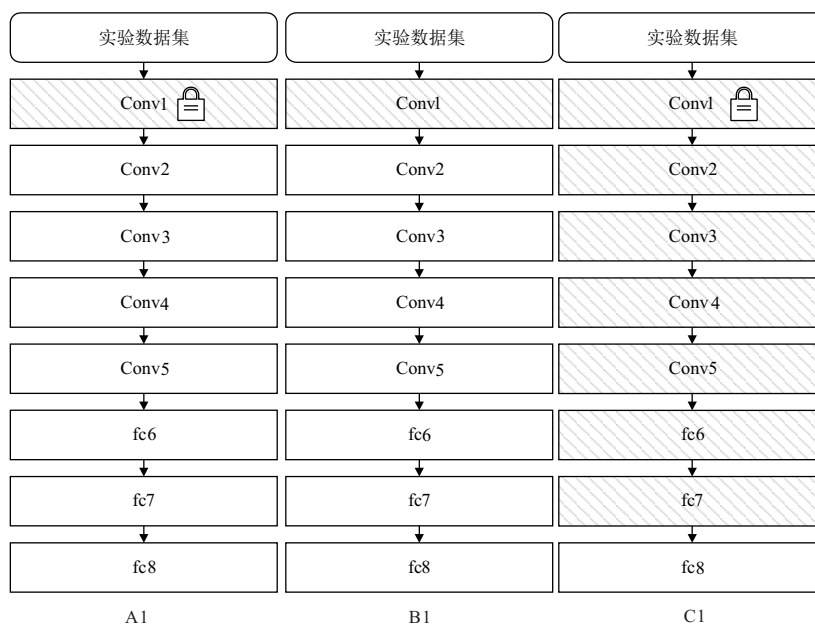 实验数据集
Conv1
Conv2
Conv3
Conv4
Conv5
fc6
fc7
fc8
A1
实验数据集
Convl
Conv2
Conv3
Conv4
Conv5
fc6
fc7
fc8
B1
实验数据集
Convl
Conv2
Conv3
Conv4
Conv5
fc6
fc7
fc8
C1